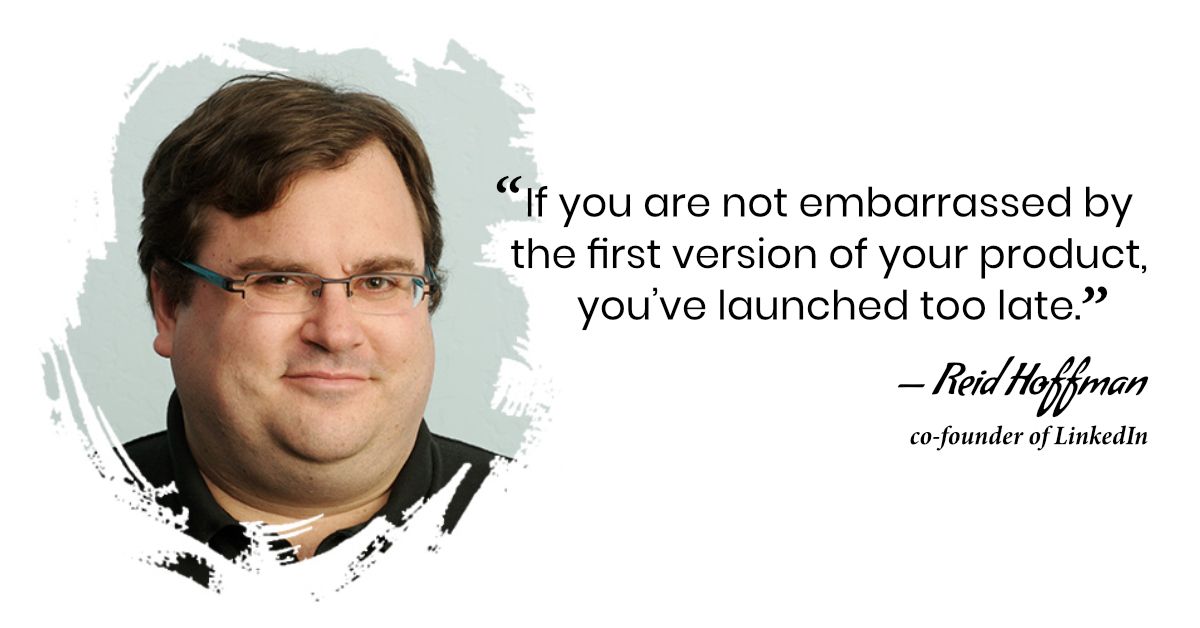 “If you are not embarrassed by
the first version of your product,
you’ve launched too late.”
– Reid Hoffman
co-founder of LinkedIn